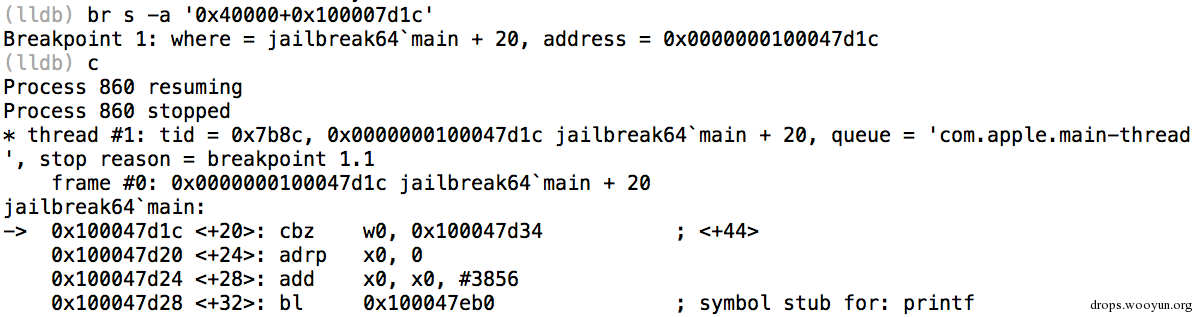 (lldb) br s -a '0x40000+0x100007d1c'
Breakpoint 1: where = jailbreak64`main + 20, address = 0x0000000100047d1c
(lldb) c
Process 860 resuming
Process 860 stopped
* thread #1: tid = 0x7b8c, 0x0000000100047d1c jailbreak64`main + 20, queue = 'com.apple.main-thread
', stop reason = breakpoint 1.1
    frame #0: 0x0000000100047d1c jailbreak64`main + 20
jailbreak64`main:
->  0x100047d1c <+20>: cbz    w0, 0x100047d34           ; <+44>
    0x100047d20 <+24>: adrp   x0, 0
    0x100047d24 <+28>: add    x0, x0, #3856
    0x100047d28 <+32>: bl     0x100047eb0               ; symbol stub for: printf
drops.wooyun.org